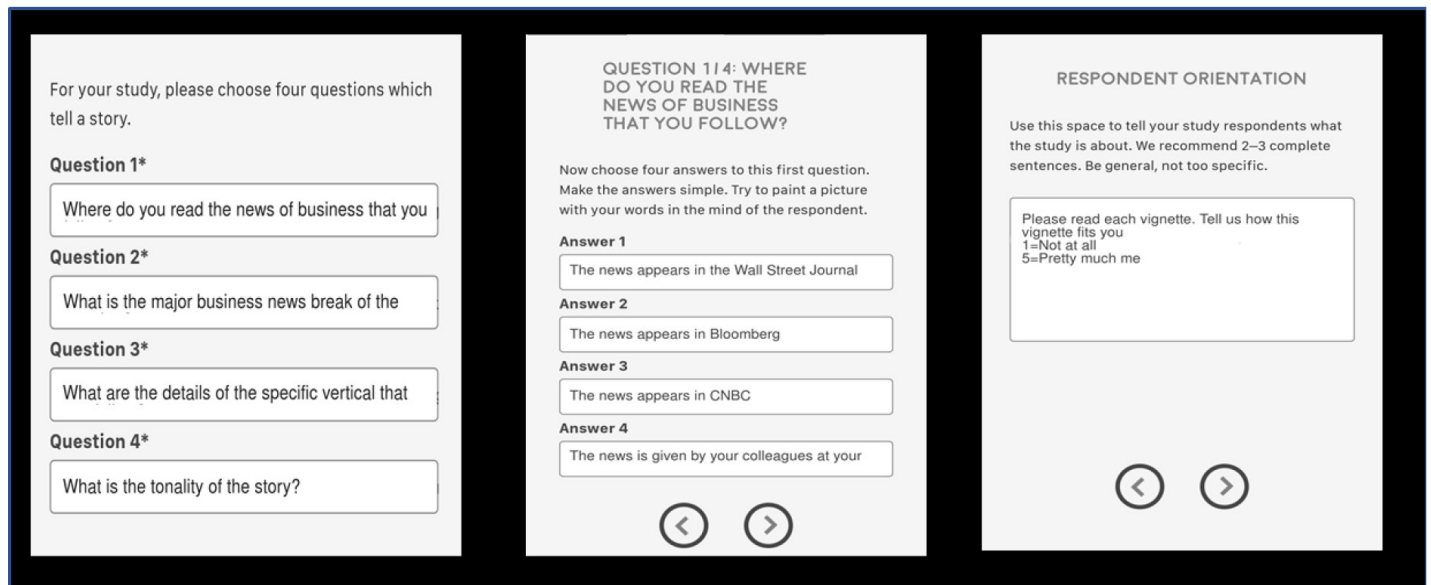 For your study, please choose four questions which
tell a story.
Question 1*
Where do you read the news of business that you
Question 2*
What is the major business news break of the
Question 3*
What are the details of the specific vertical that
Question 4*
What is the tonality of the story?
QUESTION 1/4: WHERE
DO YOU READ THE
NEWS OF BUSINESS
THAT YOU FOLLOW?
Now choose four answers to this first question.
Make the answers simple. Try to paint a picture
with your words in the mind of the respondent.
Answer 1
The news appears in the Wall Street Journal
Answer 2
The news appears in Bloomberg
Answer 3
The news appears in CNBC
Answer 4
The news is given by your colleagues at your
RESPONDENT ORIENTATION
Use this space to tell your study respondents what
the study is about. We recommend 2–3 complete
sentences. Be general, not too specific.
Please read each vignette. Tell us how this
vignette fits you
1=Not at all
5=Pretty much me